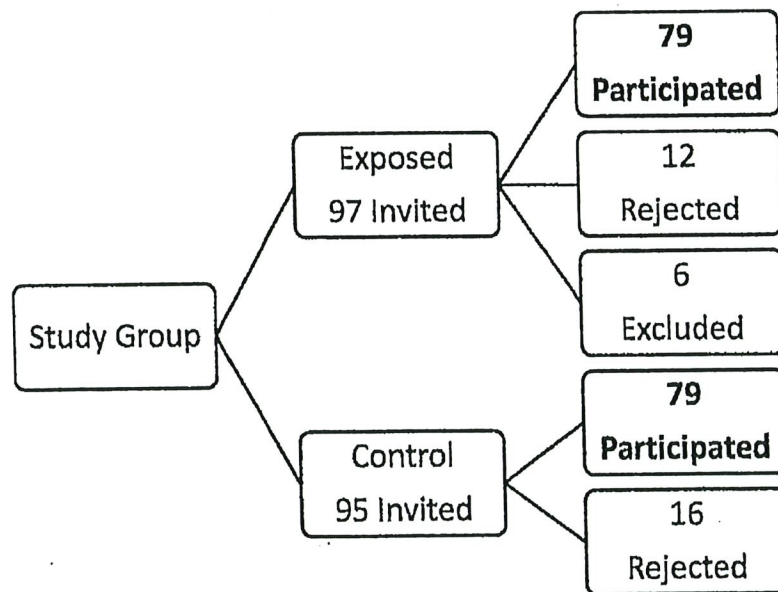 79
Participated
Exposed
97 Invited
12
Rejected
6
Excluded
Study Group
79
Participated
Control
95 Invited
16
Rejected